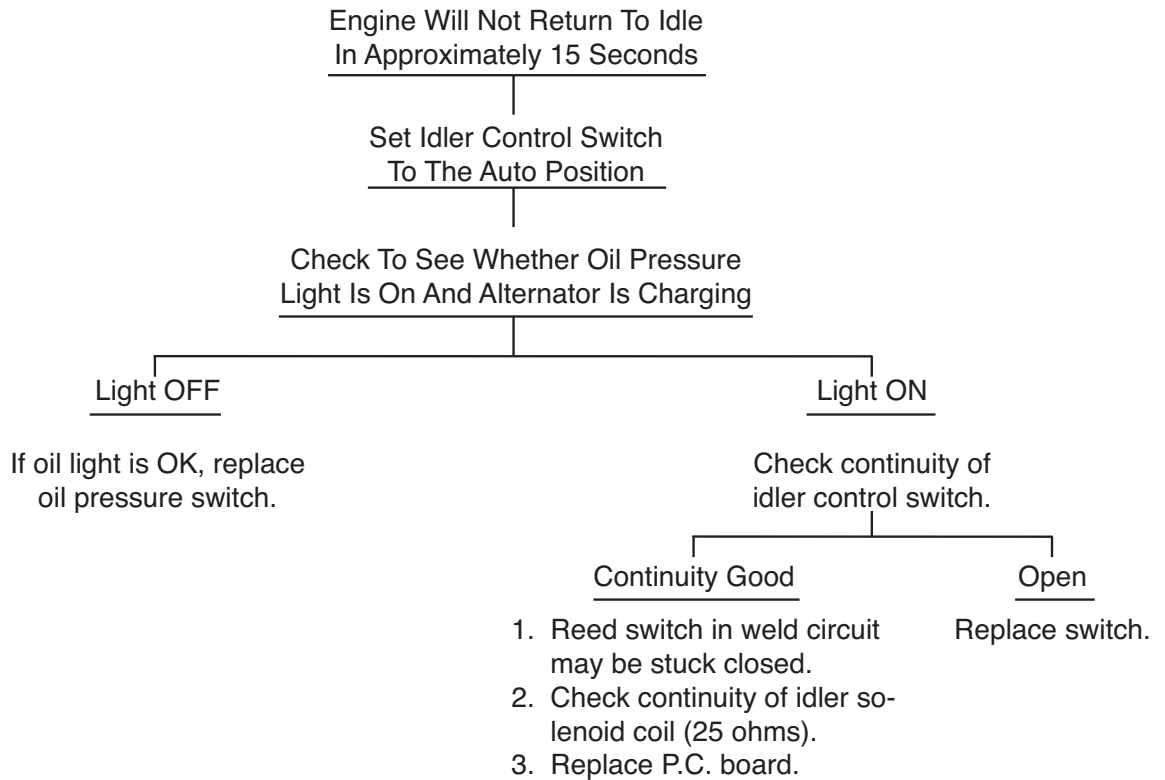 Engine Will Not Return To Idle
In Approximately 15 Seconds
Set Idler Control Switch
To The Auto Position
Check To See Whether Oil Pressure
Light Is On And Alternator Is Charging
Light OFF
If oil light is OK, replace
oil pressure switch.
Light ON
Check continuity of
idler control switch.
Continuity Good
1. Reed switch in weld circuit
may be stuck closed.
2. Check continuity of idler so-
lenoid coil (25 ohms).
3. Replace P.C. board.
Open
Replace switch.